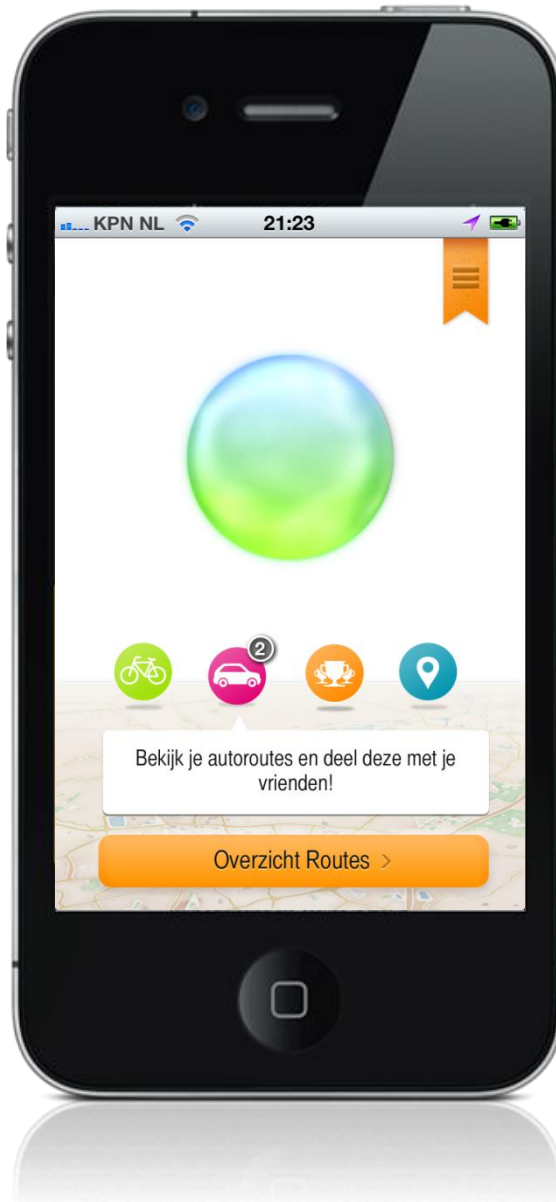 KPN NL 21:23
2
Bekijk je autoroutes en deel deze met je
vrienden!
Overzicht Routes >